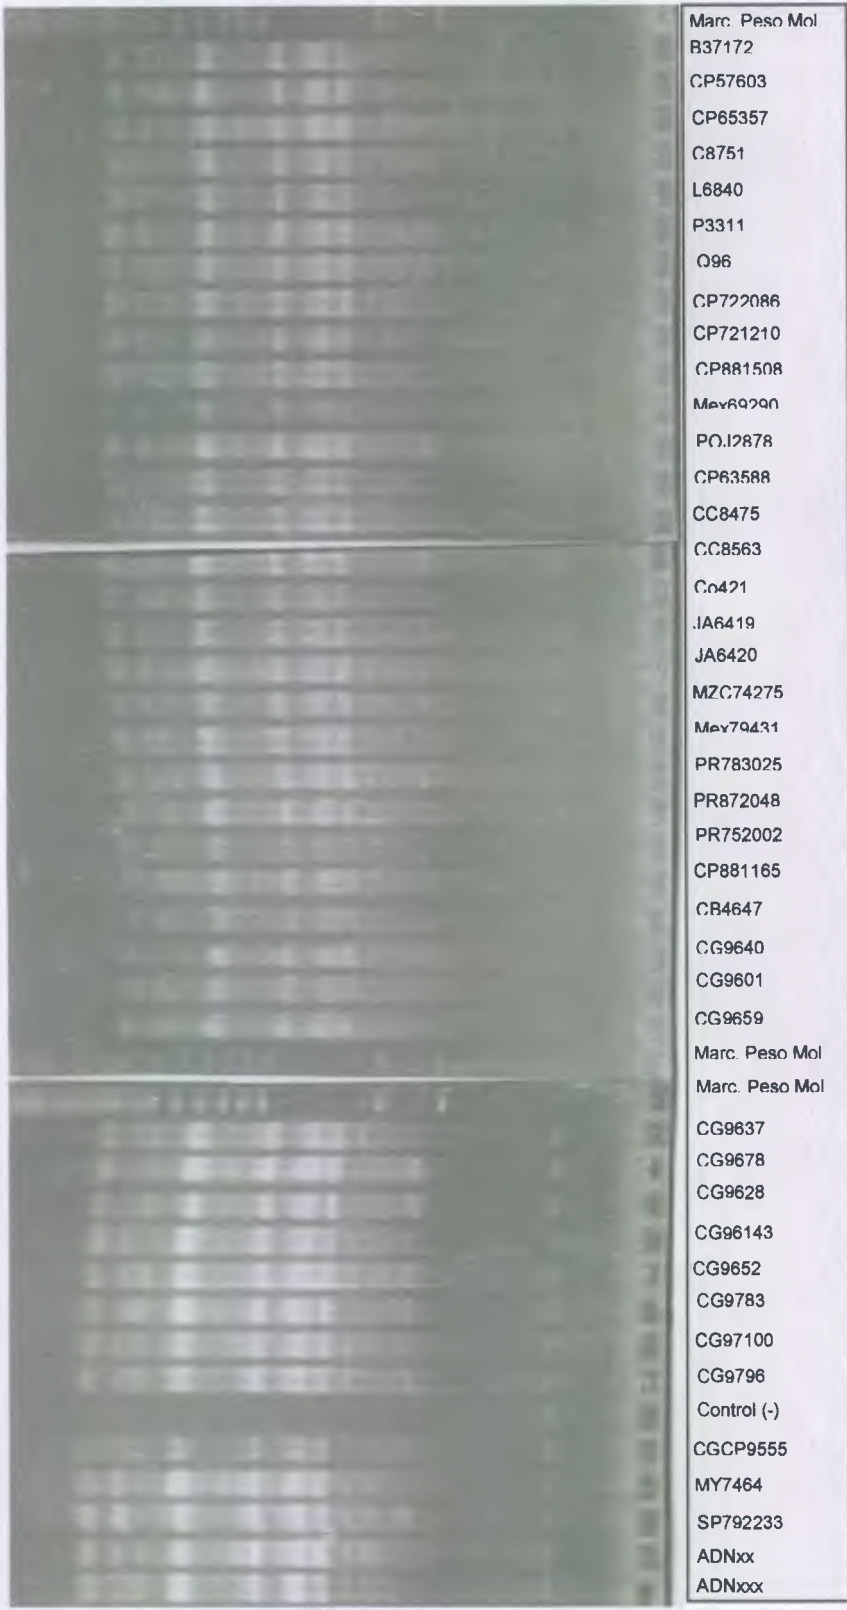 Marc. Peso Mol.
B37172
CP57603
CP65357
C8751
L6840
P3311
Q96
CP722086
CP721210
CP881508
Mex69290
POJ2878
CP63588
CC8475
CC8563
Co421
JA6419
JA6420
MZC74275
Mex79431
PR783025
PR872048
PR752002
CP881165
CB4647
CG9640
CG9601
CG9659
Marc. Peso Mol
Marc. Peso Mol
CG9637
CG9678
CG9628
CG96143
CG9652
CG9783
CG97100
CG9796
Control (-)
CGCP9555
MY7464
SP792233
ADNxx
ADNxxx